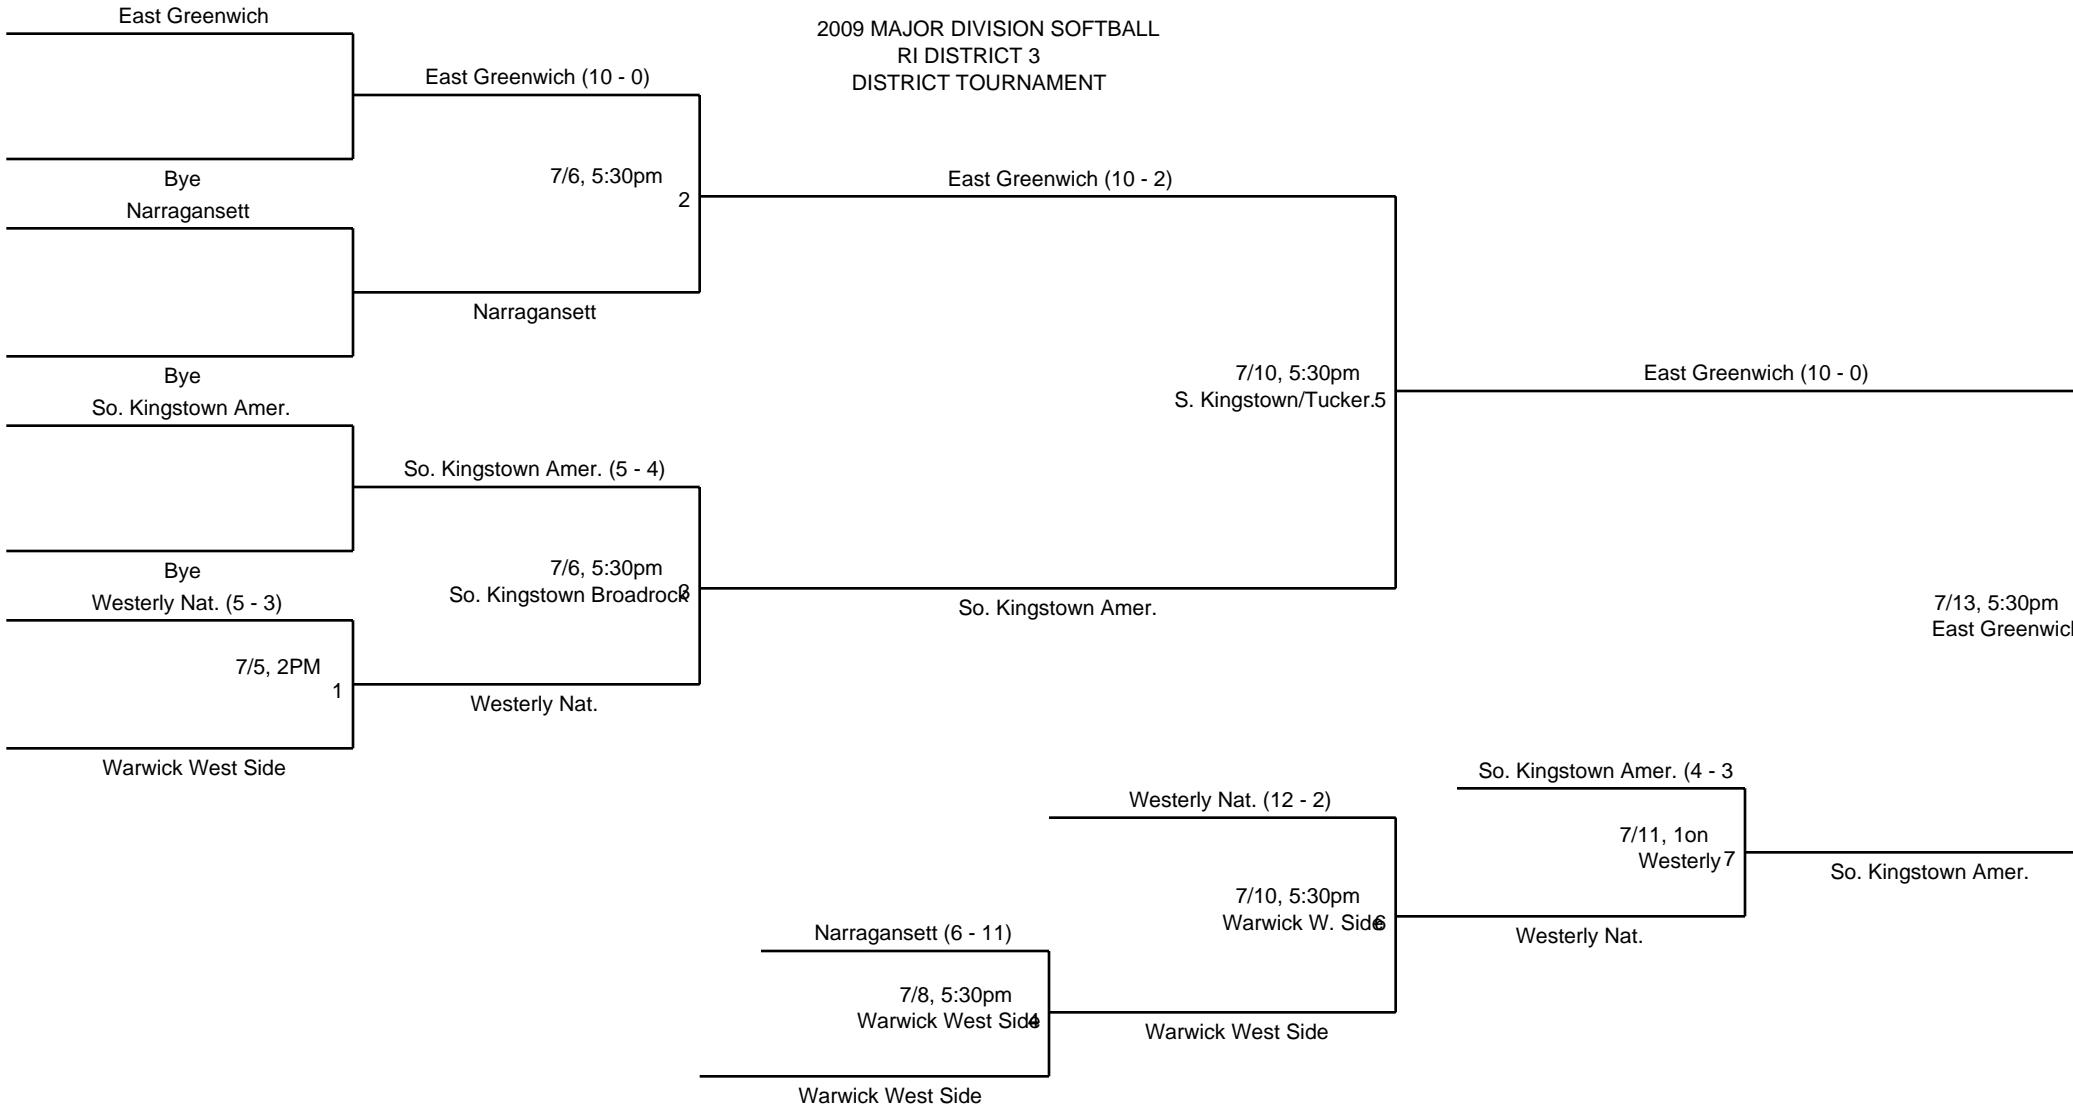 East Greenwich
2009 MAJOR DIVISION SOFTBALL
RI DISTRICT 3
DISTRICT TOURNAMENT
East Greenwich (10 - 0)
Bye
7/6, 5:30pm
2
East Greenwich (10 - 2)
Narragansett
Narragansett
Bye
7/10, 5:30pm
S. Kingstown/Tucker.5
East Greenwich (10 - 0)
So. Kingstown Amer.
So. Kingstown Amer. (5 - 4)
Bye
7/6, 5:30pm
So. Kingstown Broadrock 3
Westerly Nat. (5 - 3)
So. Kingstown Amer.
7/13, 5:30pm
East Greenwich
7/5, 2PM
1
Westerly Nat.
Warwick West Side
So. Kingstown Amer. (4 - 3
Westerly Nat. (12 - 2)
7/11, 1on
Westerly 7
So. Kingstown Amer.
7/10, 5:30pm
Warwick W. Side 6
Narragansett (6 - 11)
Westerly Nat.
7/8, 5:30pm
Warwick West Side 4
Warwick West Side
Warwick West Side